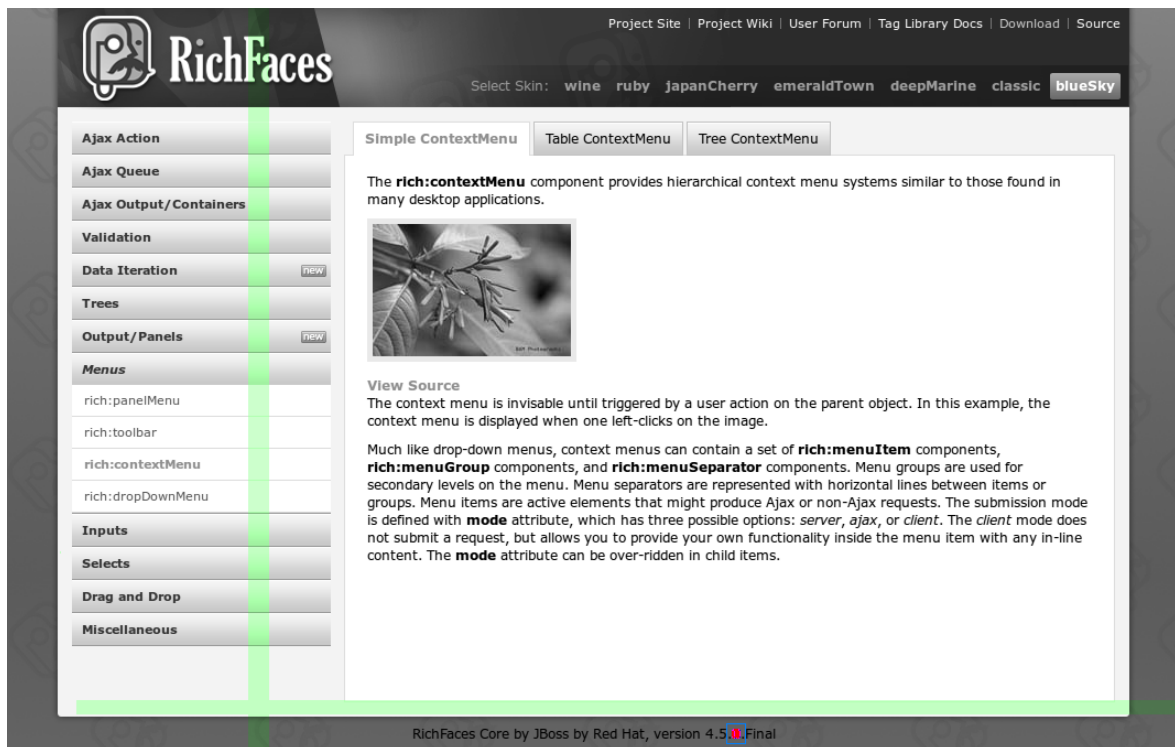 Project Site | Project Wiki | User Forum | Tag Library Docs | Download | Source
RichFaces
Select Skin: wine ruby japanCherry emeraldTown deepMarine classic blueSky
Ajax Action
Ajax Queue
Ajax Output/Containers
Validation
Data Iteration new
Trees
Output/Panels new
Menus
rich:panelMenu
rich:toolbar
rich:contextMenu
rich:dropDownMenu
Inputs
Selects
Drag and Drop
Miscellaneous
Simple ContextMenu Table ContextMenu Tree ContextMenu
The rich:contextMenu component provides hierarchical context menu systems similar to those found in
many desktop applications.
View Source
The context menu is invisable until triggered by a user action on the parent object. In this example, the
context menu is displayed when one left-clicks on the image.
Much like drop-down menus, context menus can contain a set of rich:menuItem components,
rich:menuGroup components, and rich:menuSeparator components. Menu groups are used for
secondary levels on the menu. Menu separators are represented with horizontal lines between items or
groups. Menu items are active elements that might produce Ajax or non-Ajax requests. The submission mode
is defined with mode attribute, which has three possible options: server, ajax, or client. The client mode does
not submit a request, but allows you to provide your own functionality inside the menu item with any in-line
content. The mode attribute can be over-ridden in child items.
RichFaces Core by JBoss by Red Hat, version 4.5. .Final